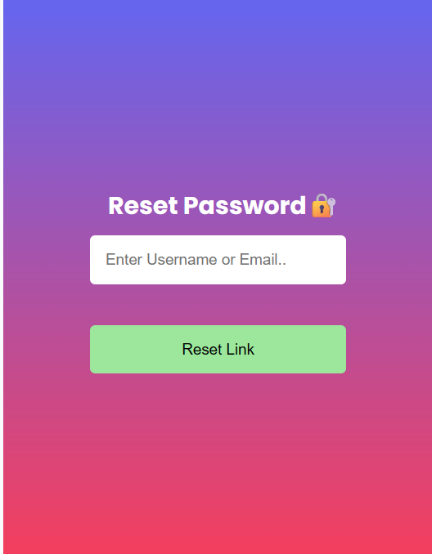 Reset Password 🔐
Enter Username or Email..
Reset Link